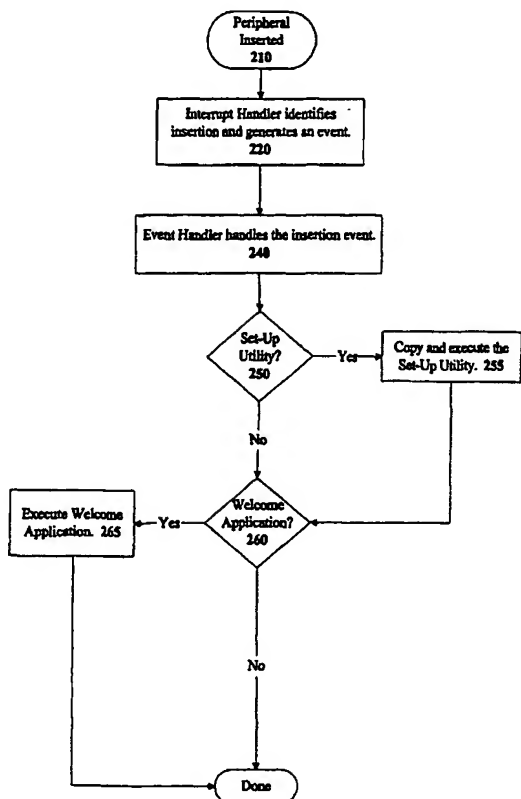 Peripheral
Inserted
210
Interrupt Handler identifies
insertion and generates an event.
220
Event Handler handles the insertion event.
240
Set-Up
Utility?
250
Yes
Copy and execute the
Set-Up Utility. 255
No
Welcome
Application?
260
Yes
Execute Welcome
Application. 265
No
Done